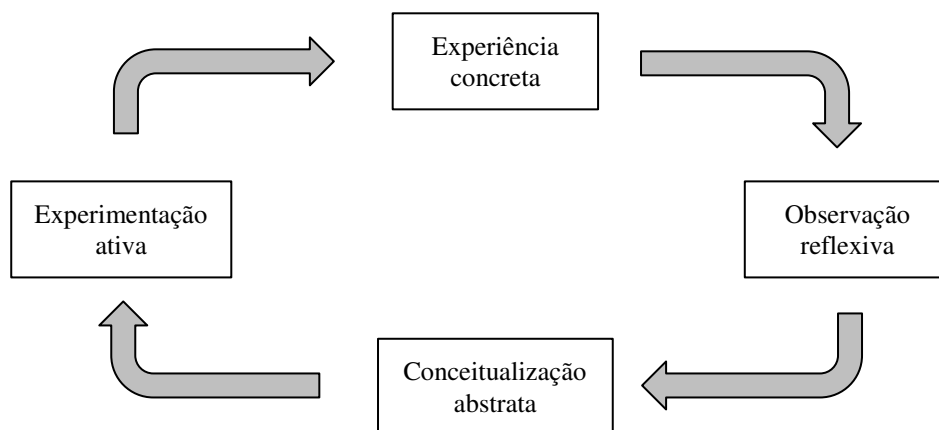 Experiência
concreta
Experimentação
ativa
Observação
reflexiva
Conceitualização
abstrata